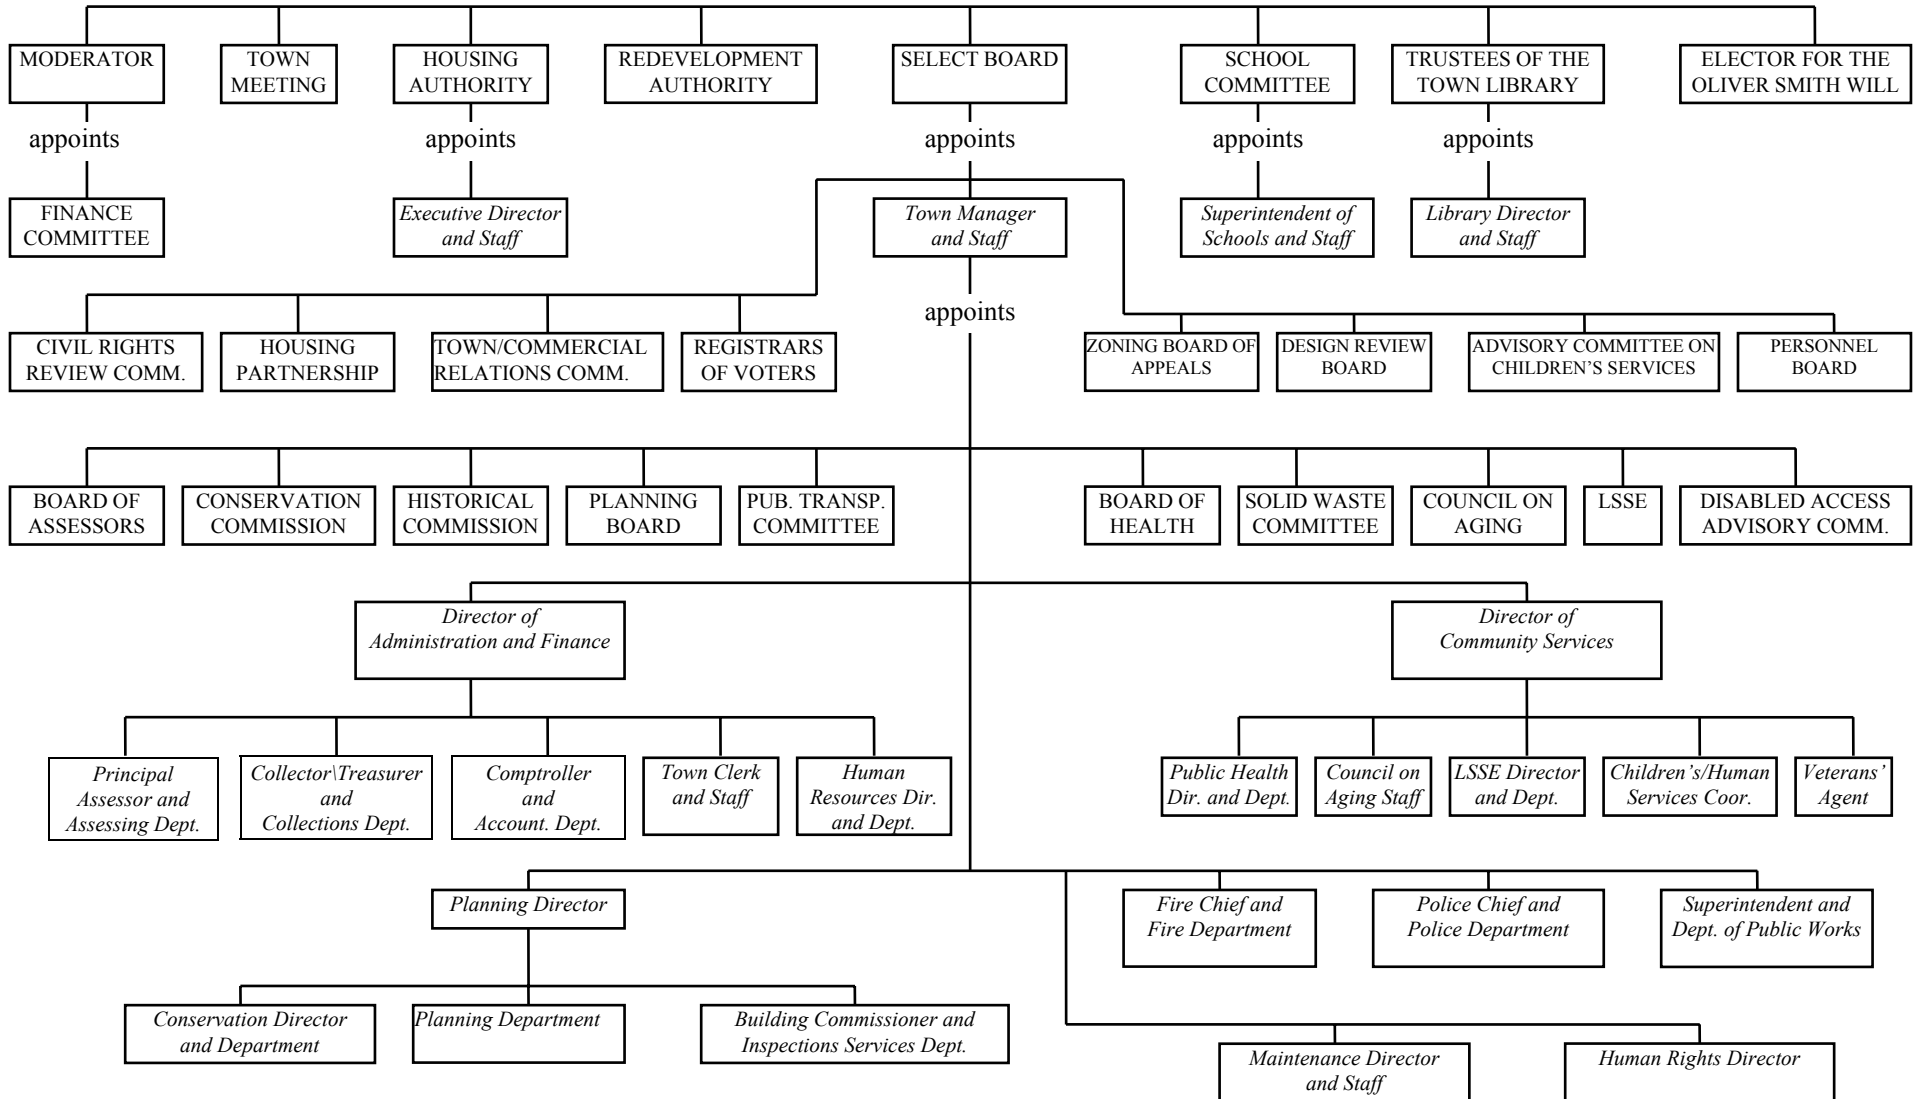 MODERATOR
TOWN
MEETING
HOUSING
AUTHORITY
REDEVELOPMENT
AUTHORITY
SELECT BOARD
SCHOOL
COMMITTEE
TRUSTEES OF THE
TOWN LIBRARY
ELECTOR FOR THE
OLIVER SMITH WILL
appoints
appoints
appoints
appoints
appoints
FINANCE
COMMITTEE
Executive Director
and Staff
Town Manager
and Staff
Superintendent of
Schools and Staff
Library Director
and Staff
appoints
CIVIL RIGHTS
REVIEW COMM.
HOUSING
PARTNERSHIP
TOWN/COMMERCIAL
RELATIONS COMM.
REGISTRARS
OF VOTERS
ZONING BOARD OF
APPEALS
DESIGN REVIEW
BOARD
ADVISORY COMMITTEE ON
CHILDREN’S SERVICES
PERSONNEL
BOARD
BOARD OF
ASSESSORS
CONSERVATION
COMMISSION
HISTORICAL
COMMISSION
PLANNING
BOARD
PUB. TRANSP.
COMMITTEE
BOARD OF
HEALTH
SOLID WASTE
COMMITTEE
COUNCIL ON
AGING
LSSE
DISABLED ACCESS
ADVISORY COMM.
Director of
Administration and Finance
Director of
Community Services
Principal
Assessor and
Assessing Dept.
Collector\Treasurer
and
Collections Dept.
Comptroller
and
Account. Dept.
Town Clerk
and Staff
Human
Resources Dir.
and Dept.
Public Health
Dir. and Dept.
Council on
Aging Staff
LSSE Director
and Dept.
Children’s/Human
Services Coor.
Veterans’
Agent
Planning Director
Fire Chief and
Fire Department
Police Chief and
Police Department
Superintendent and
Dept. of Public Works
Conservation Director
and Department
Planning Department
Building Commissioner and
Inspections Services Dept.
Maintenance Director
and Staff
Human Rights Director